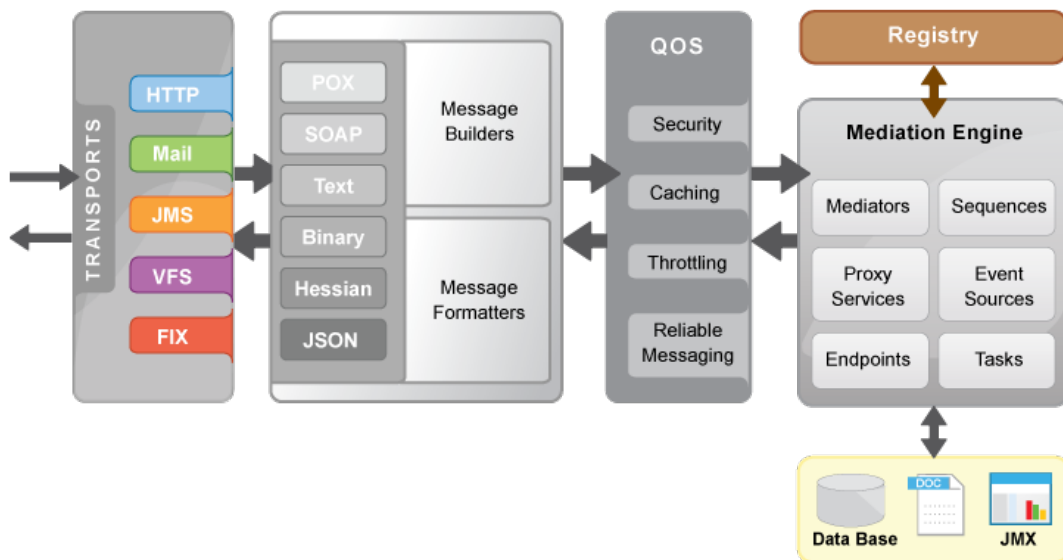 TRANSPORTS
HTTP
Mail
JMS
VFS
FIX
POX
SOAP
Text
Binary
Hessian
JSON
Message
Builders
Message
Formatters
QOS
Security
Caching
Throttling
Reliable
Messaging
Registry
Mediation Engine
Mediators
Sequences
Proxy
Services
Event
Sources
Endpoints
Tasks
Data Base
DOC
JMX